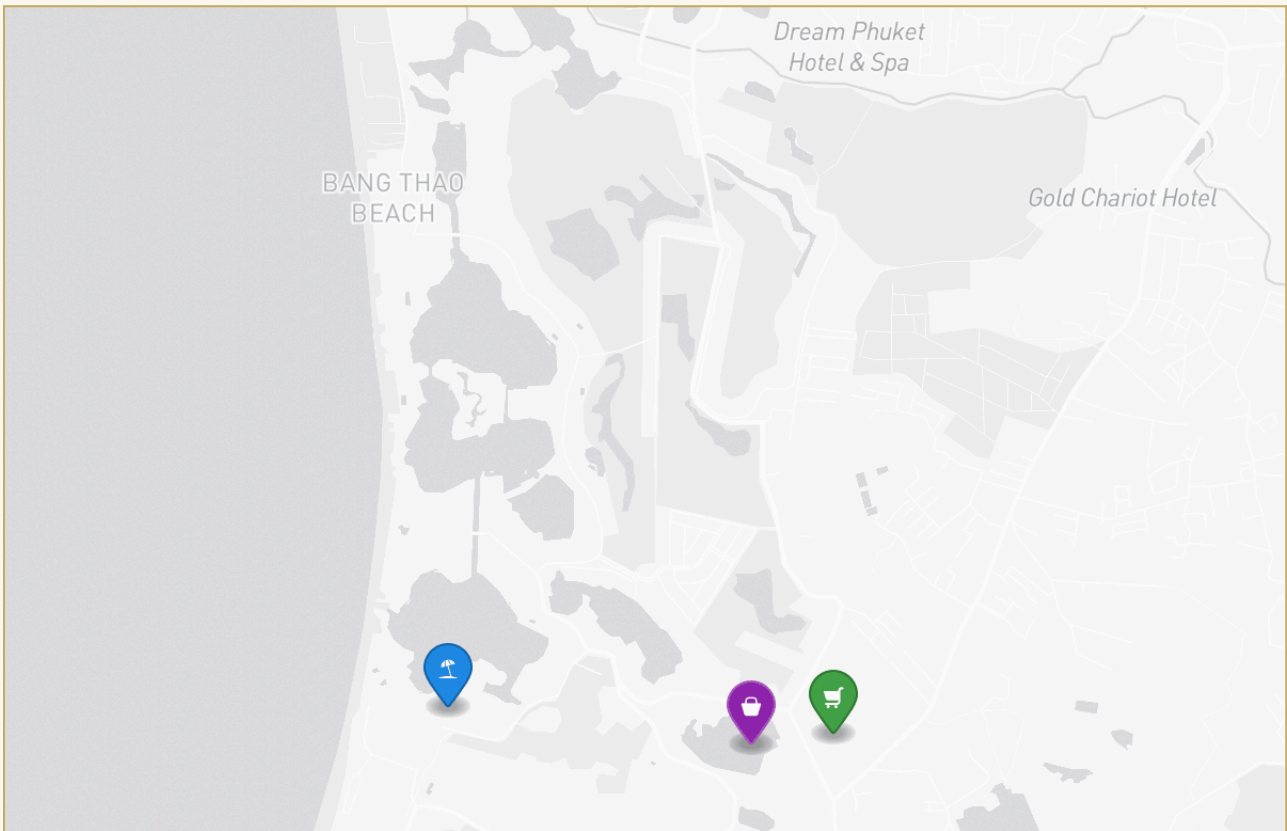 Dream Phuket
Hotel & Spa
BANG THAO
BEACH
Gold Chariot Hotel